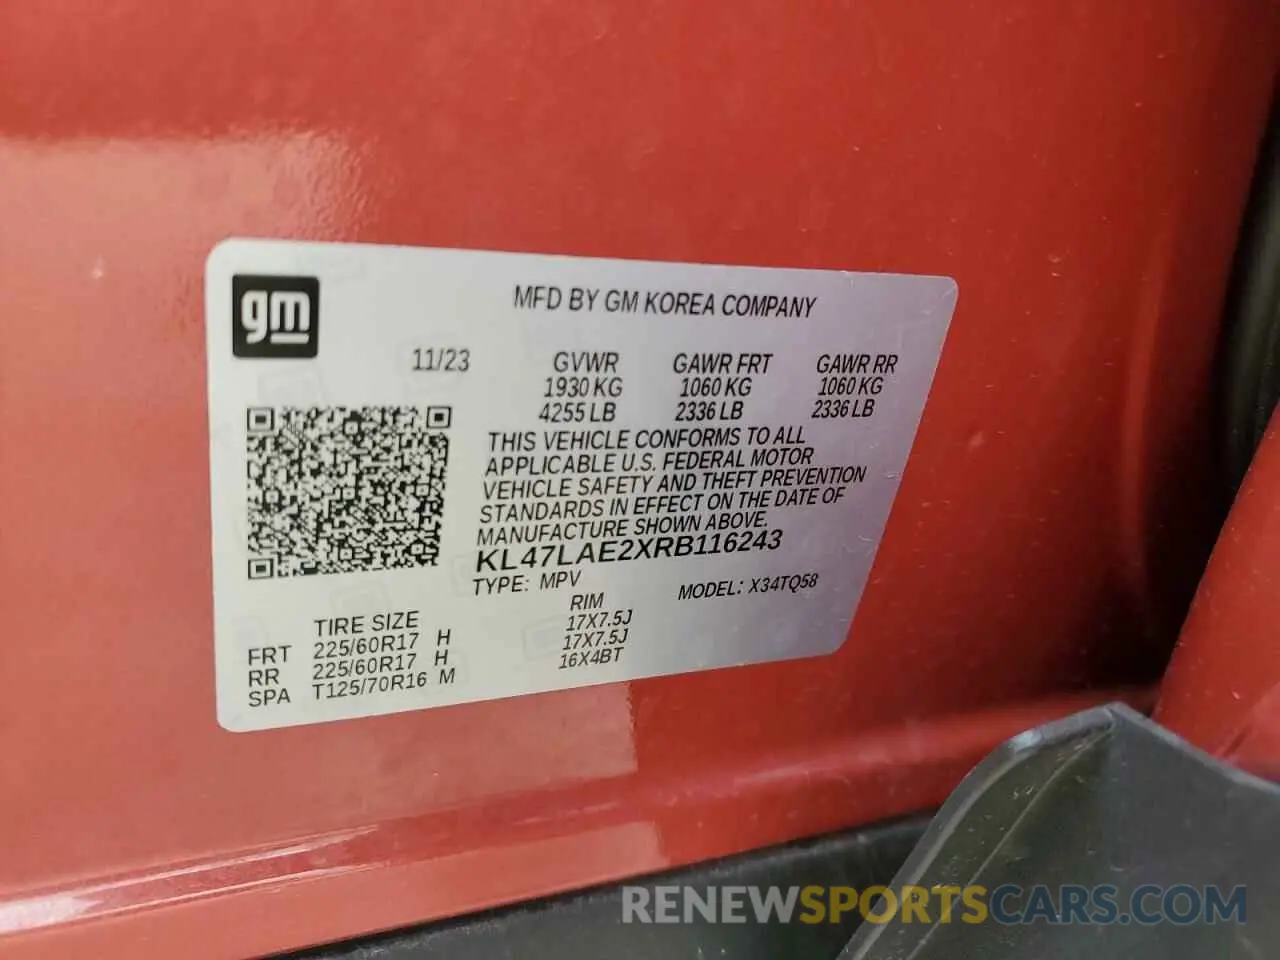 gm
MFD BY GM KOREA COMPANY
11/23 GVWR GAWR FRT GAWR RR
1930 KG 1060 KG 1060 KG
4255 LB 2336 LB 2336 LB
THIS VEHICLE CONFORMS TO ALL
APPLICABLE U.S. FEDERAL MOTOR
VEHICLE SAFETY AND THEFT PREVENTION
STANDARDS IN EFFECT ON THE DATE OF
MANUFACTURE SHOWN ABOVE.
KL47LAE2XRB116243
TYPE: MPV MODEL: X34TQ58
TIRE SIZE RIM
FRT 225/60R17 H 17X7.5J
RR 225/60R17 H 17X7.5J
SPA T125/70R16 M 16X4BT
RENEWSPORTSCARS.COM